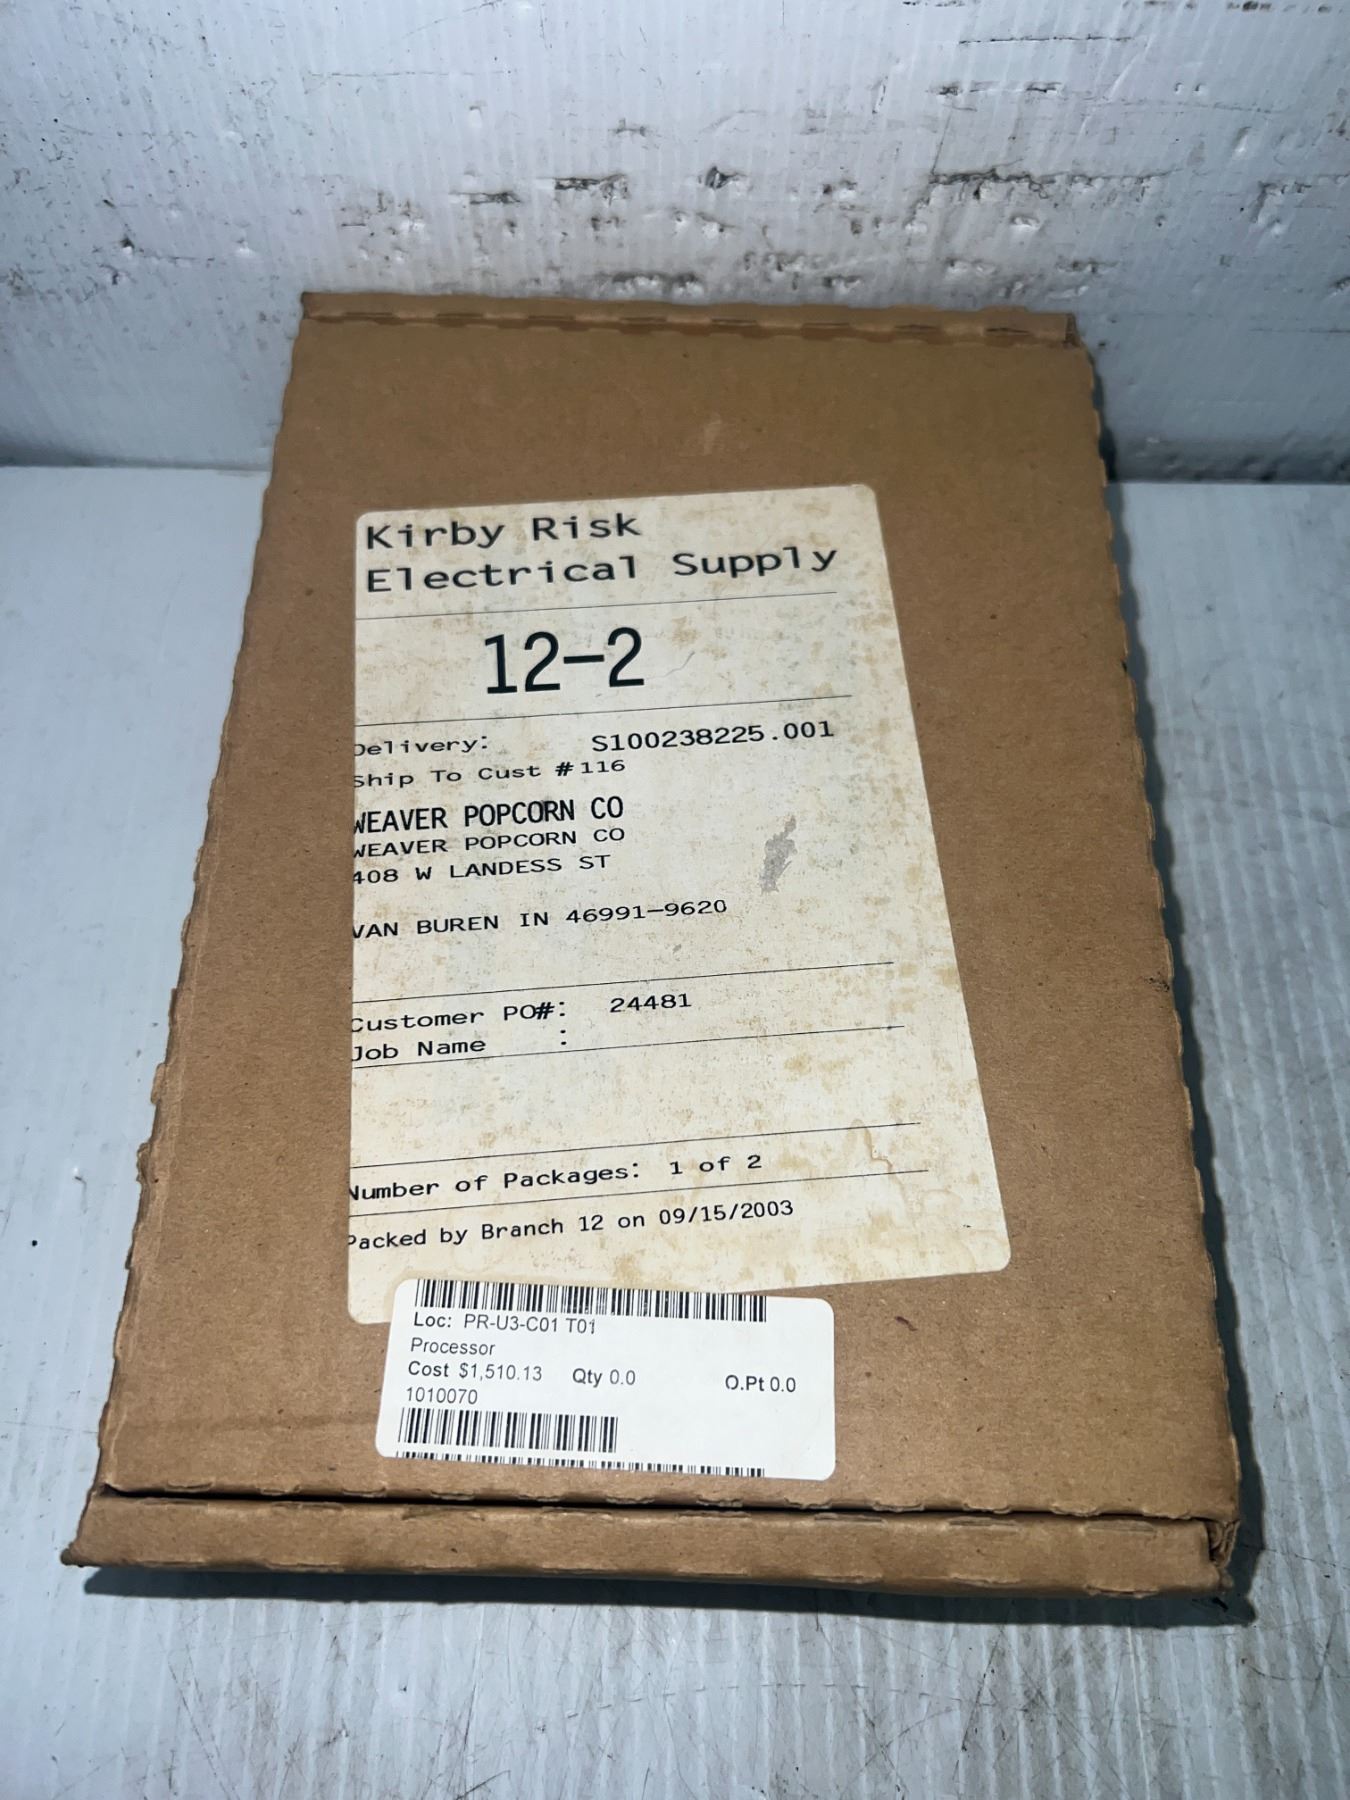 Kirby Risk
Electrical Supply
12-2
Delivery: S100238225.001
Ship To Cust # 116
WEAVER POPCORN CO
WEAVER POPCORN CO
408 W LANDESS ST
VAN BUREN IN 46991-9620
Customer PO#: 24481
Job Name :
Number of Packages: 1 of 2
Packed by Branch 12 on 09/15/2003
Loc: PR-U3-C01 T01
Processor
Cost $1,510.13 Qty 0.0 O.Pt 0.0
1010070